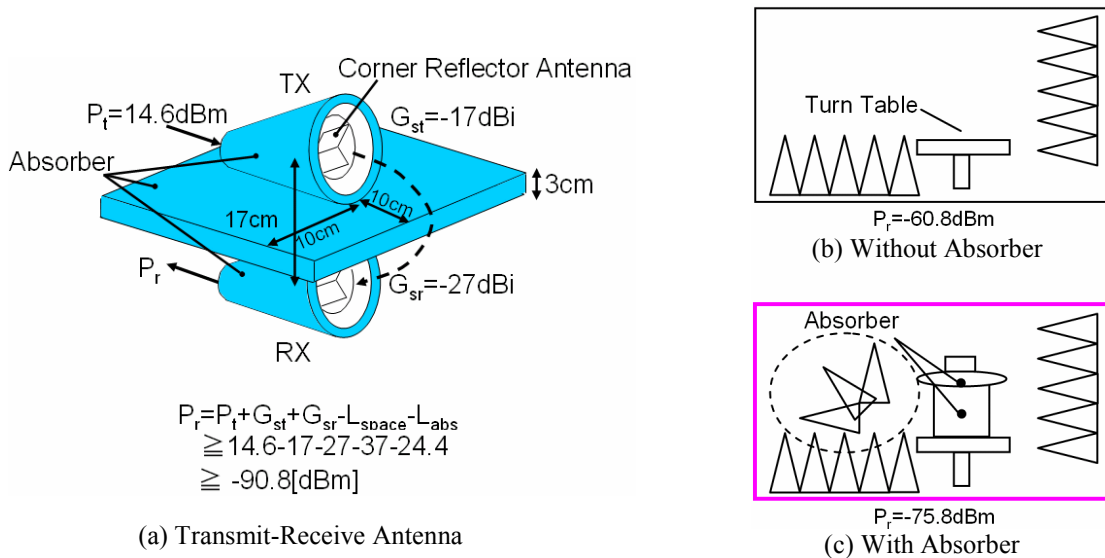 Corner Reflector Antenna
TX
Pt=14.6dBm
Gst=-17dBi
Absorber
3cm
17cm
10cm
10cm
Pr
Gsr=-27dBi
RX
Pr=Pt+Gst+Gsr-Lspace-Labs
≧ 14.6-17-27-37-24.4
≧ -90.8[dBm]
(a) Transmit-Receive Antenna
Turn Table
Pr=-60.8dBm
(b) Without Absorber
Absorber
Pr=-75.8dBm
(c) With Absorber